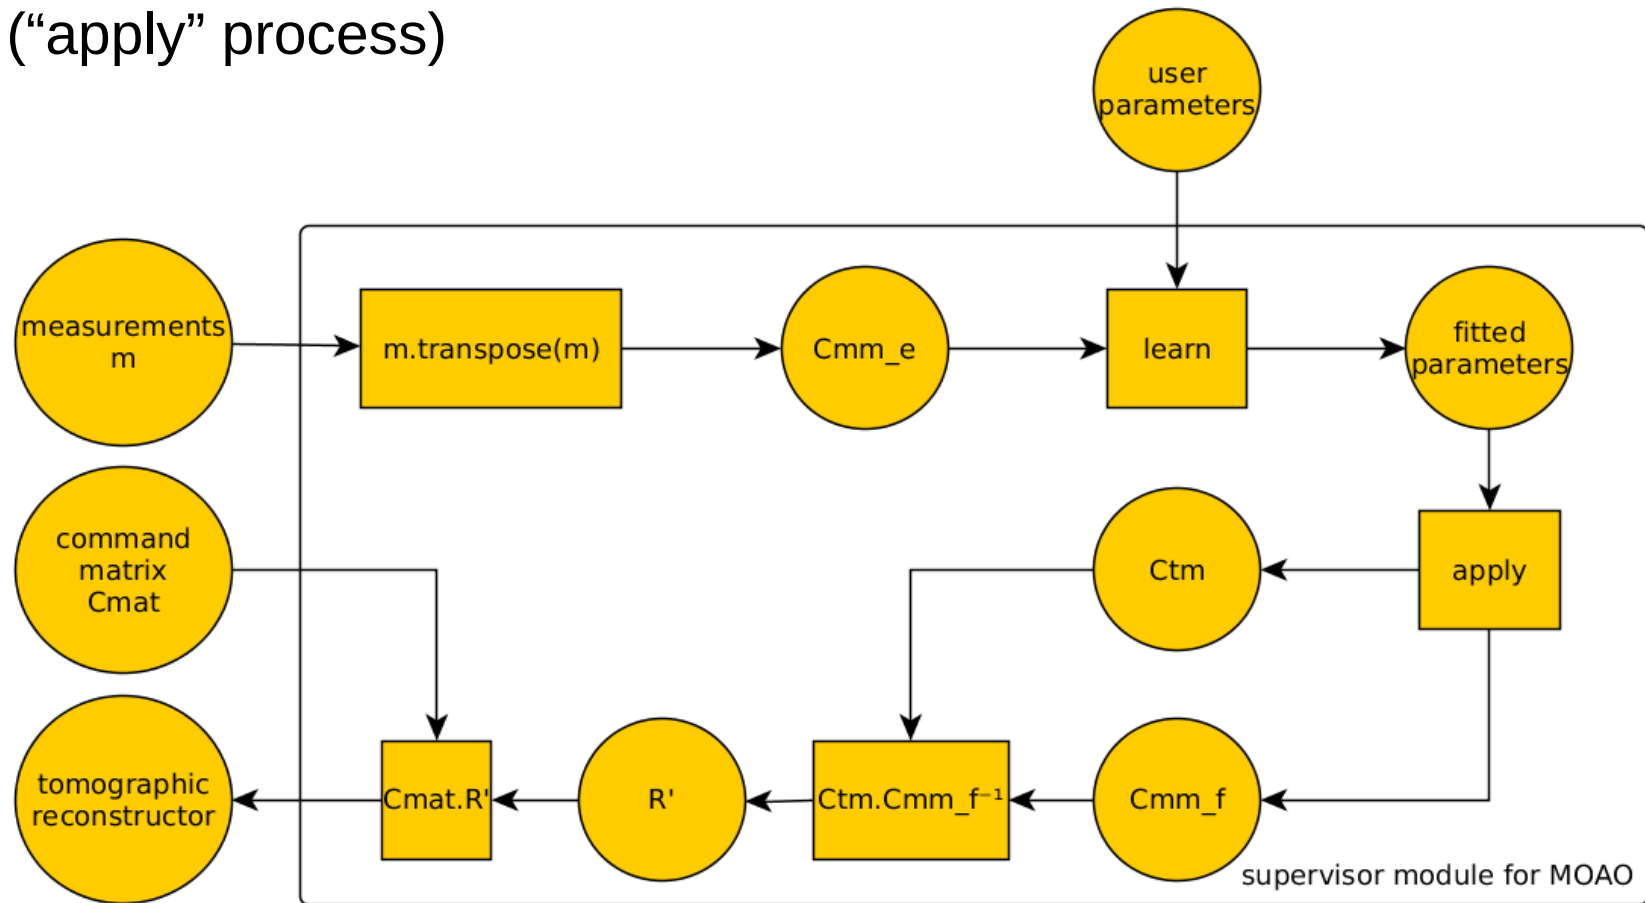 (“apply” process)
user
parameters
measurements
m
m.transpose(m)
Cmm_e
learn
fitted
parameters
command
matrix
Cmat
Ctm
apply
tomographic
reconstructor
Cmat.R'
R'
Ctm.Cmm_f⁻¹
Cmm_f
supervisor module for MOAO